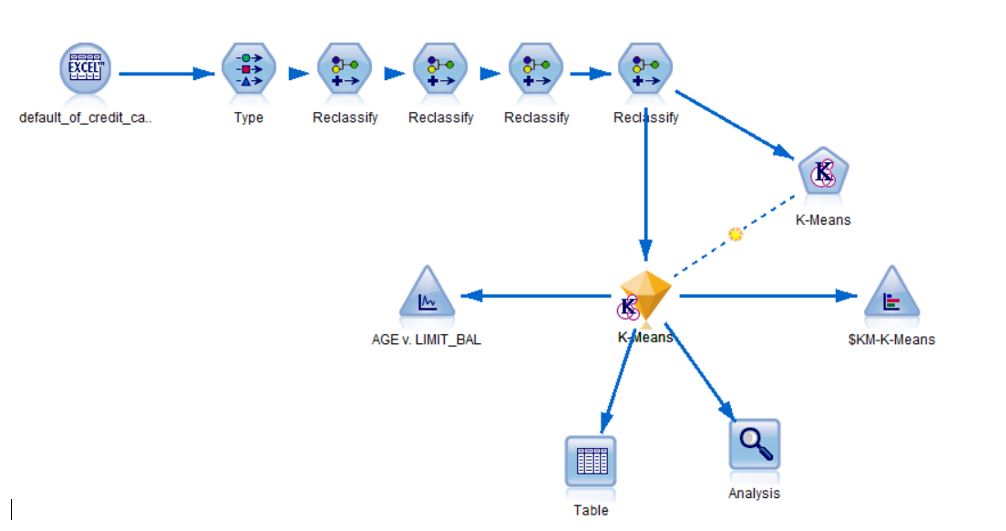 EXCEL
default_of_credit_ca..
Type
Reclassify
Reclassify
Reclassify
Reclassify
K
K-Means
AGE v. LIMIT_BAL
K
K-Means
$KM-K-Means
Table
Analysis